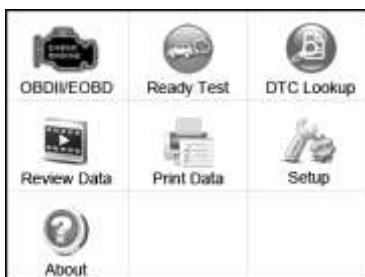 OBDII/EOBD
Ready Test
DTC Lookup
Review Data
Print Data
Setup
About